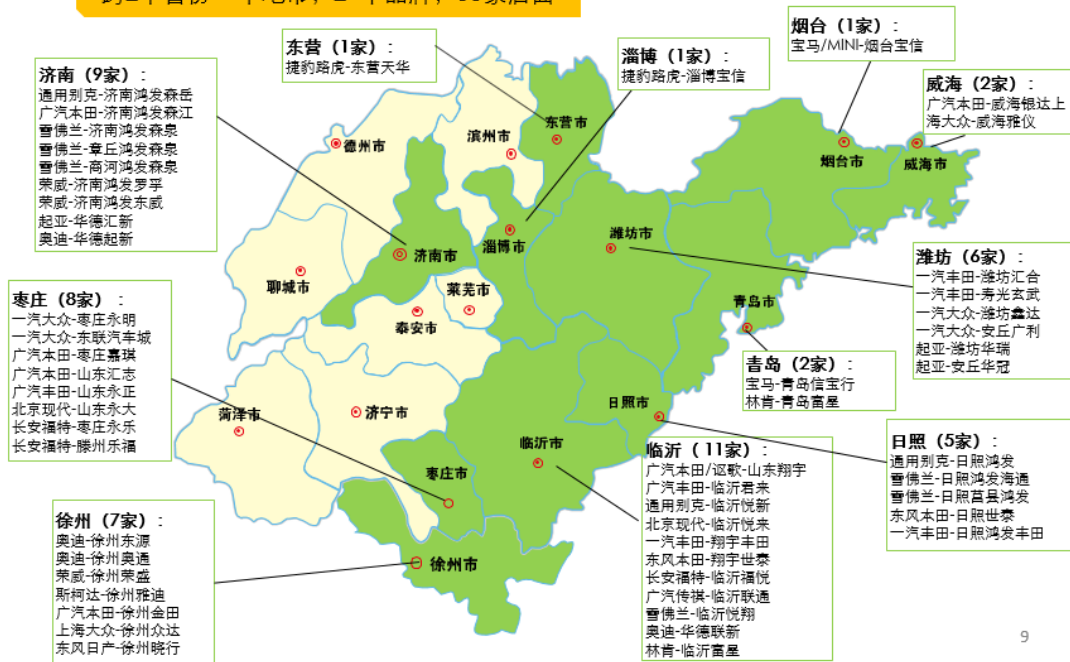 东营（1家）：
捷豹路虎-东营天华
淄博（1家）：
捷豹路虎-淄博宝信
烟台（1家）：
宝马/MINI-烟台宝信
威海（2家）：
广汽本田-威海银达上
海大众-威海雅仪
济南（9家）：
通用别克-济南鸿发森岳
广汽本田-济南鸿发森江
雪佛兰-济南鸿发森泉
雪佛兰-章丘鸿发森泉
雪佛兰-商河鸿发森泉
荣威-济南鸿发罗孚
荣威-济南鸿发东威
起亚-华德汇新
奥迪-华德起新
德州市
滨州市
东营市
烟台市
威海市
济南市
淄博市
潍坊市
聊城市
莱芜市
泰安市
青岛市
菏泽市
济宁市
日照市
临沂市
枣庄市
徐州市
潍坊（6家）：
一汽丰田-潍坊汇合
一汽丰田-寿光玄武
一汽大众-潍坊鑫达
一汽大众-安丘广利
起亚-潍坊华瑞
起亚-安丘华冠
枣庄（8家）：
一汽大众-枣庄永明
一汽大众-东联汽车城
广汽本田-枣庄嘉琪
广汽本田-山东汇志
广汽丰田-山东永正
北京现代-山东永大
长安福特-枣庄永乐
长安福特-滕州乐福
青岛（2家）：
宝马-青岛信宝行
林肯-青岛富星
日照（5家）：
通用别克-日照鸿发
雪佛兰-日照鸿发海通
雪佛兰-日照莒县鸿发
东风本田-日照世泰
一汽丰田-日照鸿发丰田
临沂（11家）：
广汽本田/讴歌-山东翔宇
广汽丰田-临沂君来
通用别克-临沂悦新
北京现代-临沂悦来
一汽丰田-翔宇丰田
东风本田-翔宇世泰
长安福特-临沂福悦
广汽传祺-临沂联通
雪佛兰-临沂悦翔
奥迪-华德联新
林肯-临沂富星
徐州（7家）：
奥迪-徐州东源
奥迪-徐州奥通
荣威-徐州荣盛
斯柯达-徐州雅迪
广汽本田-徐州金田
上海大众-徐州众达
东风日产-徐州晓行
9